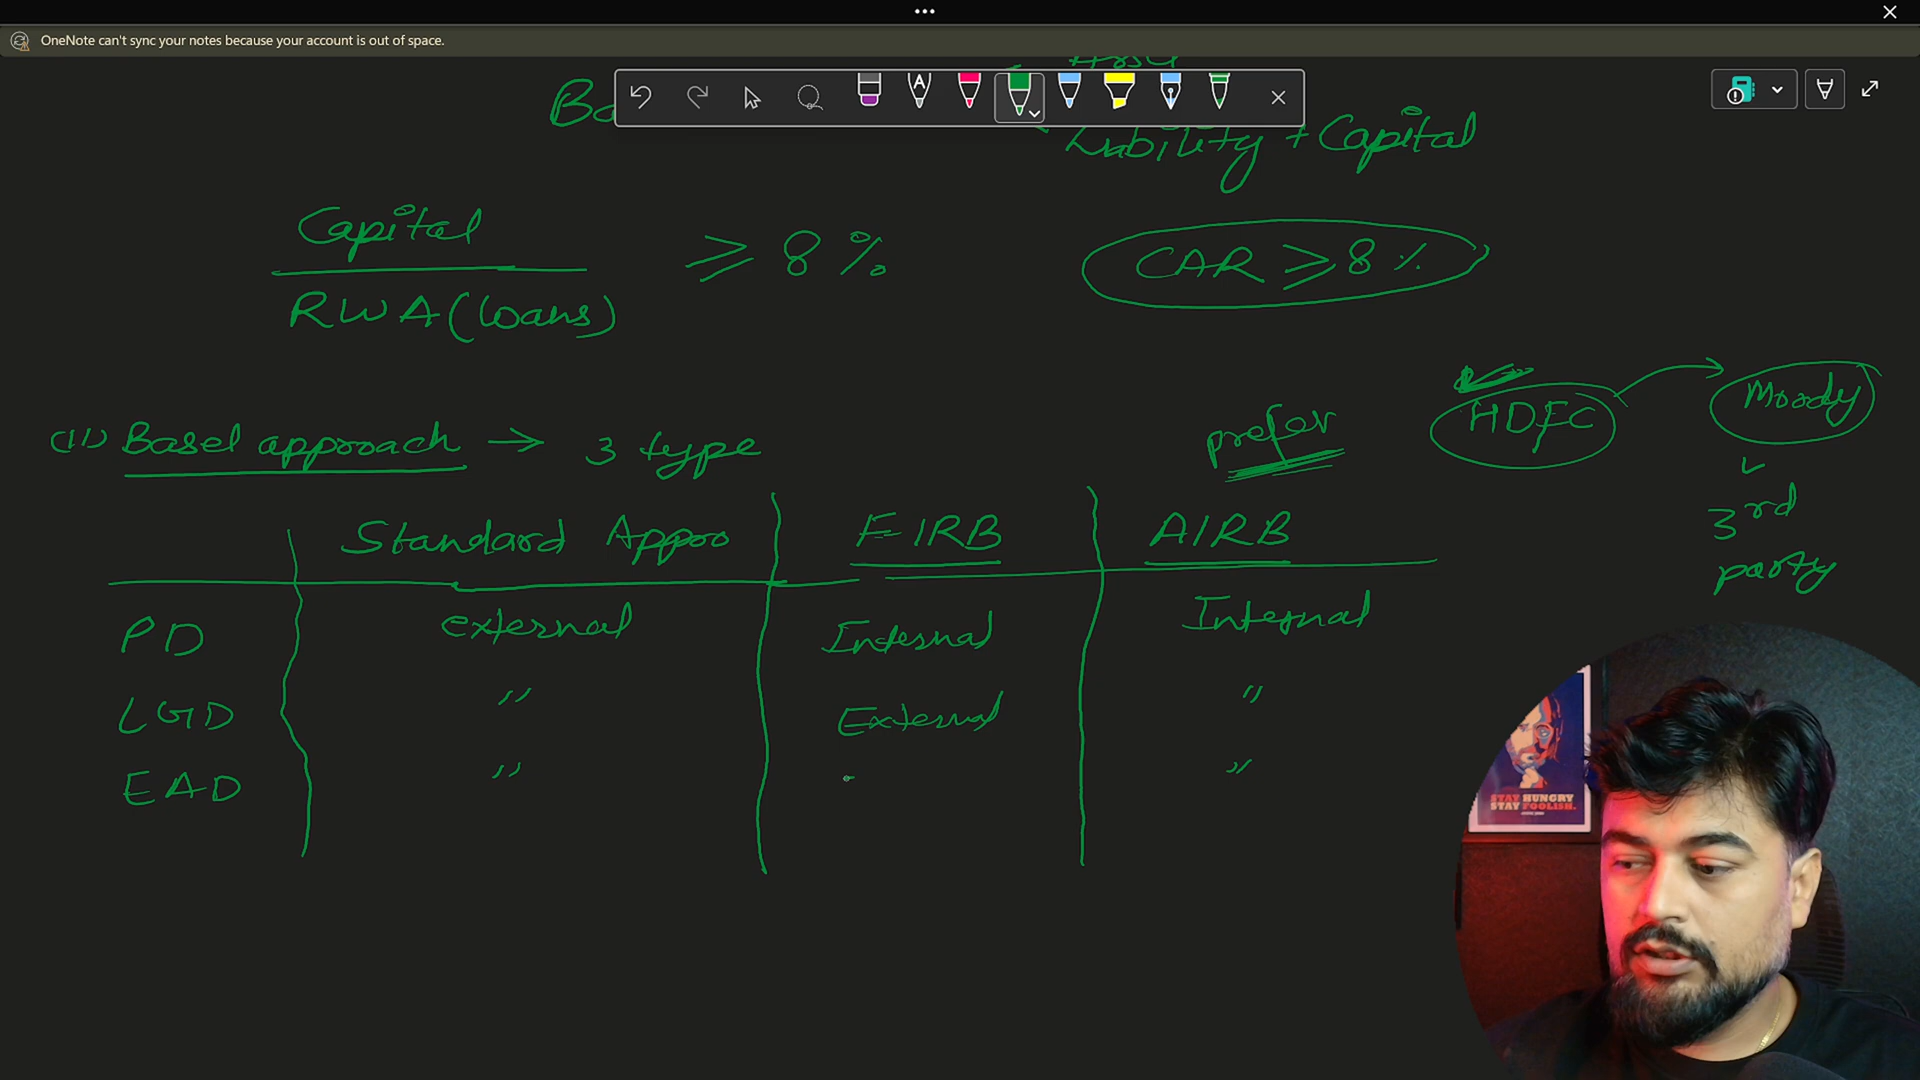 OneNote can't sync your notes because your account is out of space.
Liability + Capital
Capital
RWA (loans)
≥ 8 %
CAR ≥ 8 %
(11) Basel approach → 3 type
prefer
HDFC
Moody
3rd
party
Standard Appro
FIRB
AIRB
PD
external
Internal
Internal
LGD
"
External
"
EAD
"
"
STAY HUNGRY
STAY FOOLISH.